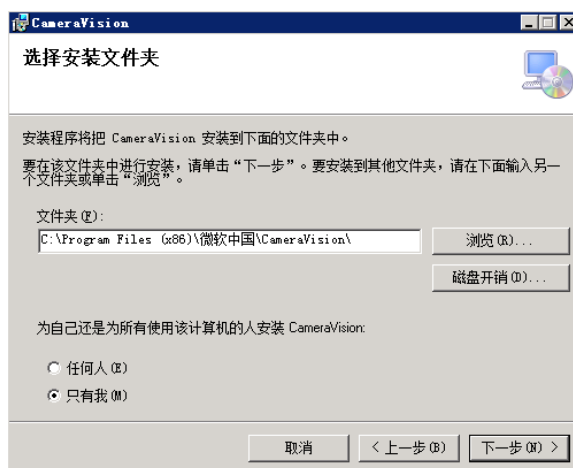 CameraVision
选择安装文件夹
安装程序将把 CameraVision 安装到下面的文件夹中。
要在该文件夹中进行安装，请单击“下一步”。要安装到其他文件夹，请在下面输入另一
个文件夹或单击“浏览”。
文件夹(F):
C:\Program Files (x86)\微软中国\CameraVision\
浏览(R)...
磁盘开销(D)...
为自己还是为所有使用该计算机的人安装 CameraVision:
任何人(E)
只有我(M)
取消
< 上一步(B)
下一步(N) >